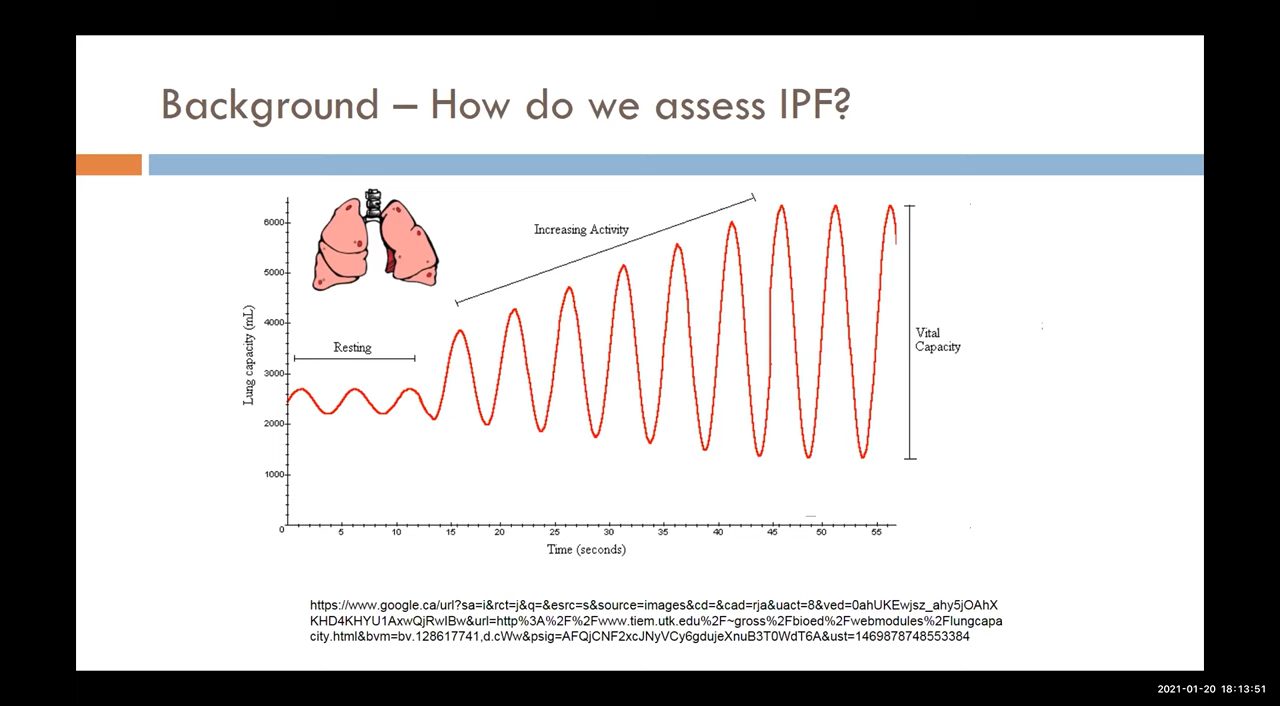 Background – How do we assess IPF?
6000
5000
4000
3000
2000
1000
0
Lung capacity (mL)
Resting
Increasing Activity
Vital
Capacity
5 10 15 20 25 30 35 40 45 50 55
Time (seconds)
https://www.google.ca/url?sa=i&rct=j&q=&esrc=s&source=images&cd=&cad=rja&uact=8&ved=0ahUKEwjsz_ahy5jOAhX
KHD4KHYU1AxwQjRwIBw&url=http%3A%2F%2Fwww.tiem.utk.edu%2F~gross%2Fbioed%2Fwebmodules%2Flungcapa
city.html&bvm=bv.128617741,d.cWw&psig=AFQjCNF2xcJNyVCy6gdujeXnuB3T0WdT6A&ust=1469878748553384
2021-01-20 18:13:51